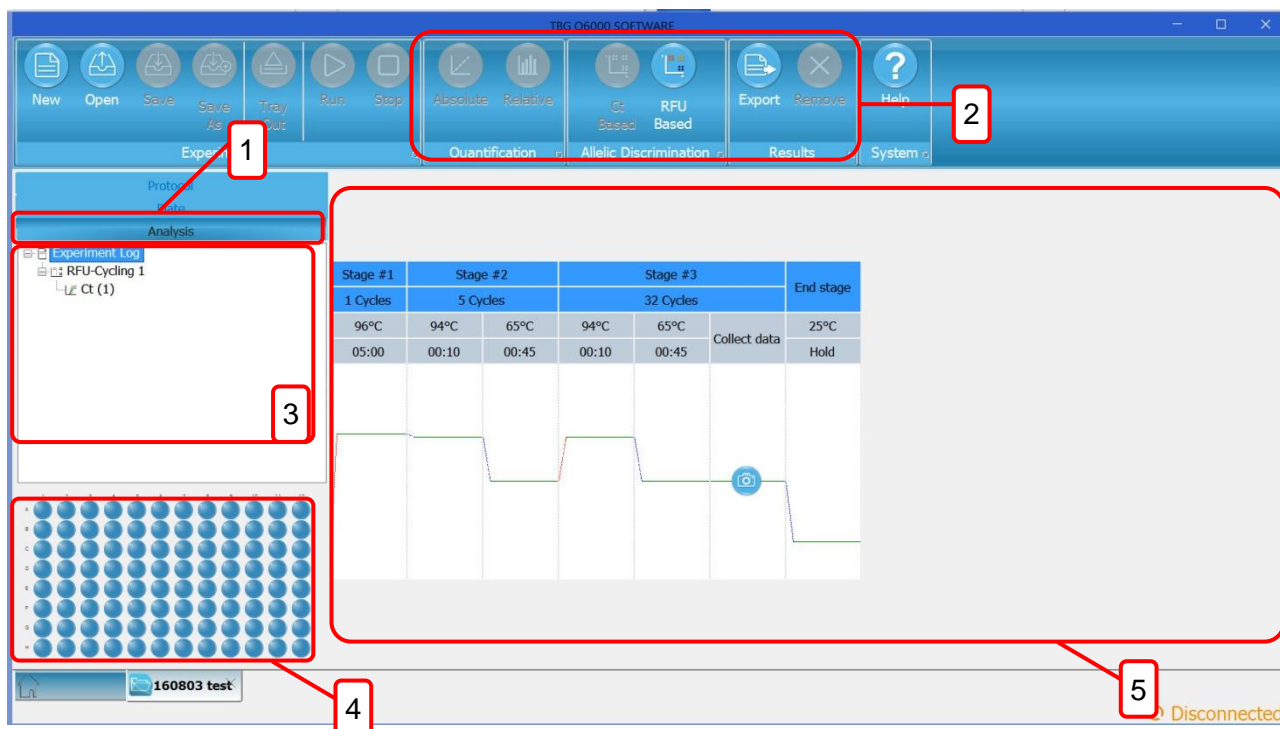 TBG Q6000 SOFTWARE
New Open Save Save As Tray Out Run Stop Absolute Relative Ct Based RFU Based Export Remove Help
Quantification Allelic Discrimination Results System
1
2
Protocol
Plate
Analysis
Experiment Log
RFU-Cycling 1
Ct (1)
3
Stage #1 Stage #2 Stage #3 End stage
1 Cycles 5 Cycles 32 Cycles
96°C 94°C 65°C 94°C 65°C Collect data 25°C
05:00 00:10 00:45 00:10 00:45 Hold
160803 test
4
5
Disconnected